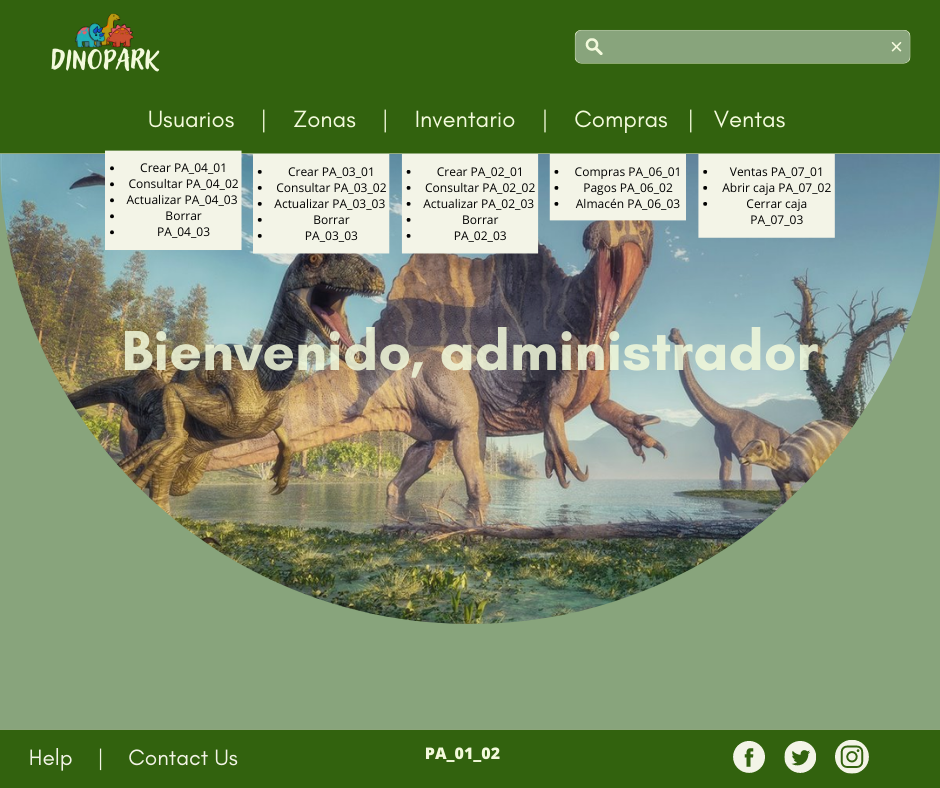 DINOPARK
Usuarios | Zonas | Inventario | Compras | Ventas
• Crear PA_04_01
• Consultar PA_04_02
• Actualizar PA_04_03
• Borrar
• PA_04_03
• Crear PA_03_01
• Consultar PA_03_02
• Actualizar PA_03_03
• Borrar
• PA_03_03
• Crear PA_02_01
• Consultar PA_02_02
• Actualizar PA_02_03
• Borrar
• PA_02_03
• Compras PA_06_01
• Pagos PA_06_02
• Almacén PA_06_03
• Ventas PA_07_01
• Abrir caja PA_07_02
• Cerrar caja
PA_07_03
Bienvenido, administrador
Help | Contact Us
PA_01_02